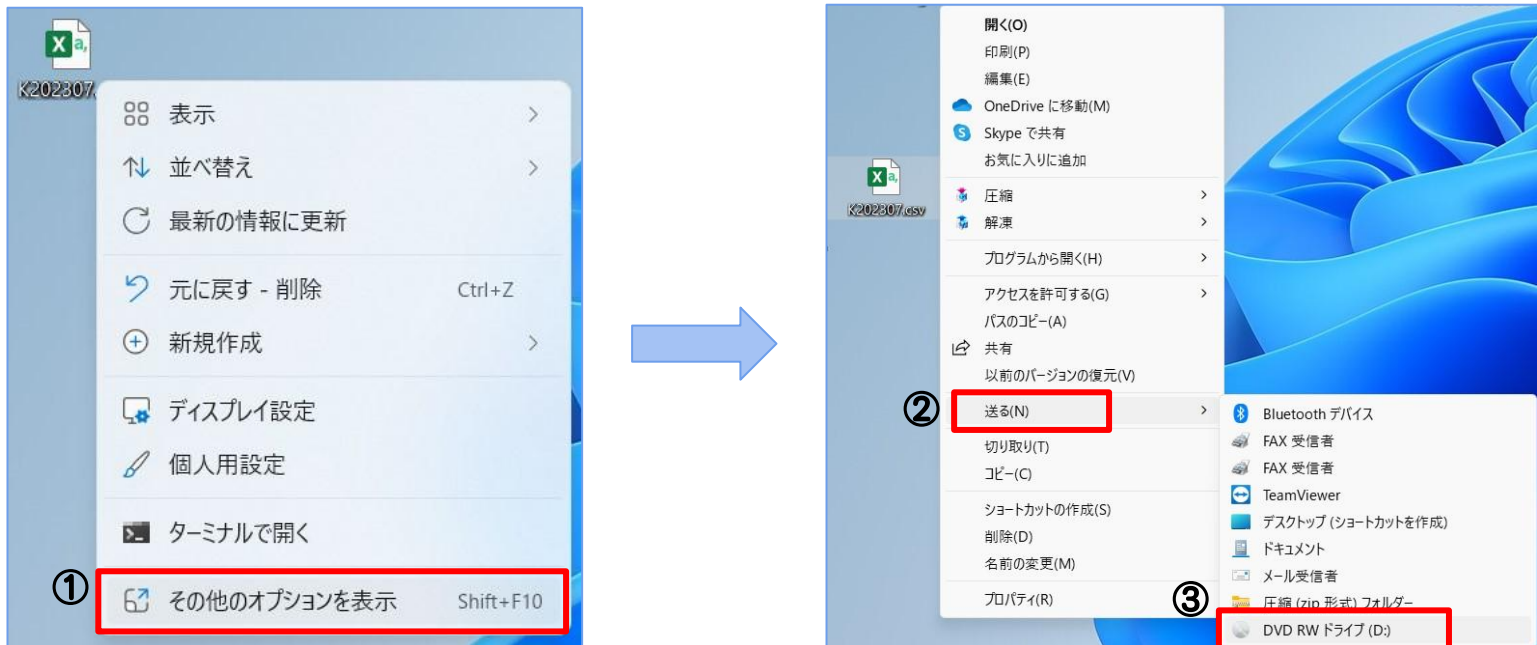 K202307.
表示
並べ替え
最新の情報に更新
元に戻す - 削除 Ctrl+Z
新規作成
ディスプレイ設定
個人用設定
ターミナルで開く
① その他のオプションを表示 Shift+F10
K202307.csv
開く(O)
印刷(P)
編集(E)
OneDrive に移動(M)
Skype で共有
お気に入りに追加
圧縮
解凍
プログラムから開く(H)
アクセスを許可する(G)
パスのコピー(A)
共有
以前のバージョンの復元(V)
② 送る(N)
切り取り(T)
コピー(C)
ショートカットの作成(S)
削除(D)
名前の変更(M)
プロパティ(R)
Bluetooth デバイス
FAX 受信者
FAX 受信者
TeamViewer
デスクトップ (ショートカットを作成)
ドキュメント
メール受信者
圧縮 (zip 形式) フォルダー
③ DVD RW ドライブ (D:)